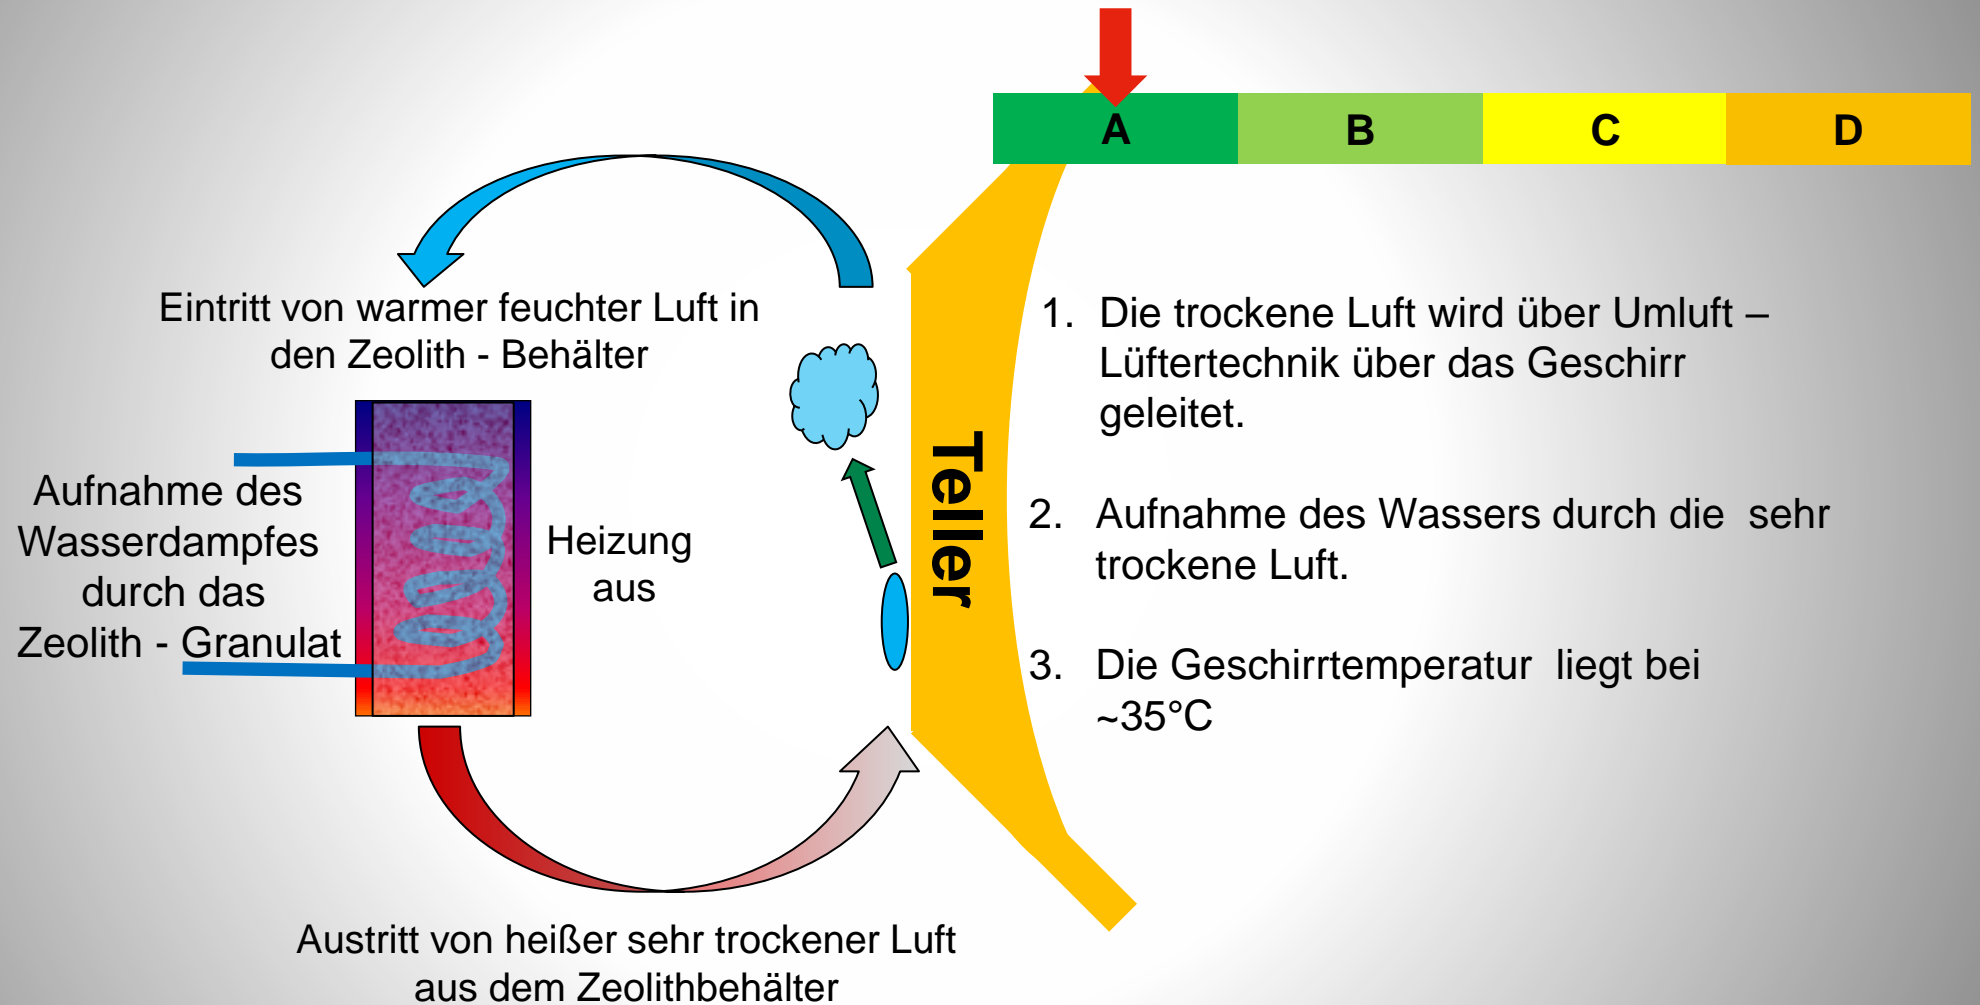 A B C D
Eintritt von warmer feuchter Luft in
den Zeolith - Behälter
Aufnahme des
Wasserdampfes
durch das
Zeolith - Granulat
Heizung
aus
Teller
1. Die trockene Luft wird über Umluft –
Lüftertechnik über das Geschirr
geleitet.
2. Aufnahme des Wassers durch die sehr
trockene Luft.
3. Die Geschirrtemperatur liegt bei
~35°C
Austritt von heißer sehr trockener Luft
aus dem Zeolithbehälter